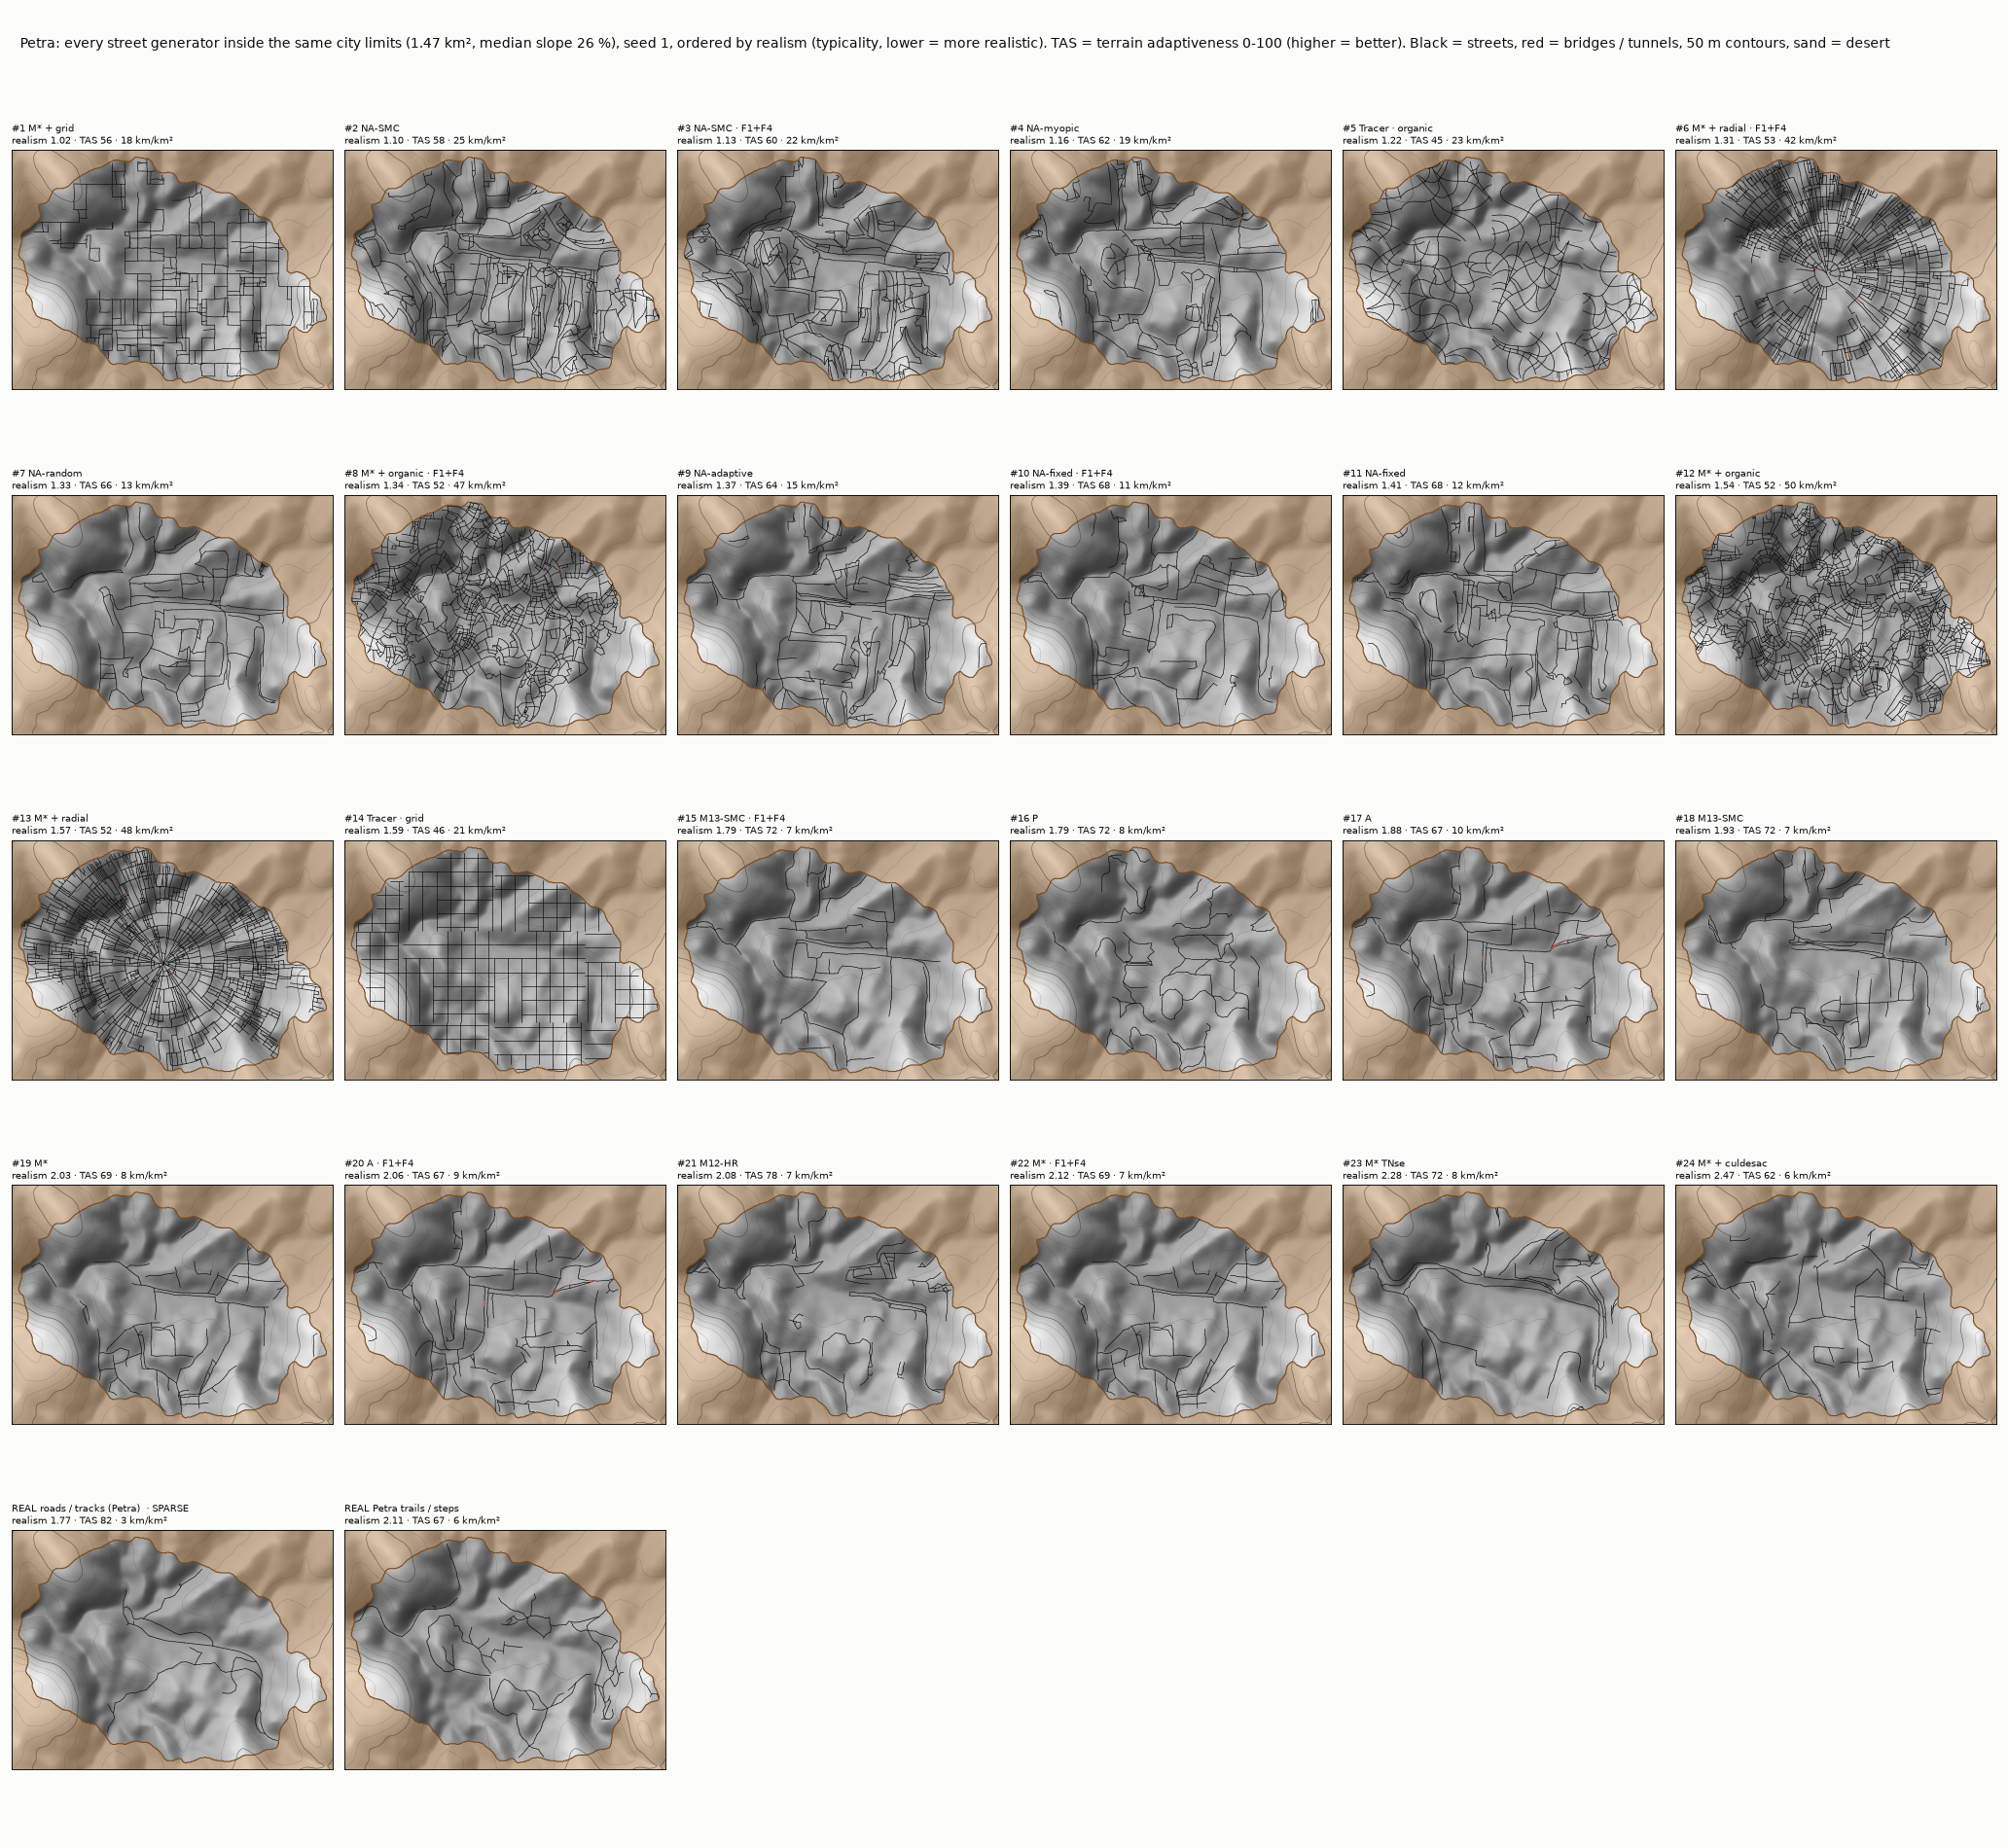 Petra: every street generator inside the same city limits (1.47 km², median slope 26 %), seed 1, ordered by realism (typicality, lower = more realistic). TAS = terrain adaptiveness 0-100 (higher = better). Black = streets, red = bridges / tunnels, 50 m contours, sand = desert
#1 M* + grid
realism 1.02 · TAS 56 · 18 km/km²
#2 NA-SMC
realism 1.10 · TAS 58 · 25 km/km²
#3 NA-SMC · F1+F4
realism 1.13 · TAS 60 · 22 km/km²
#4 NA-myopic
realism 1.16 · TAS 62 · 19 km/km²
#5 Tracer · organic
realism 1.22 · TAS 45 · 23 km/km²
#6 M* + radial · F1+F4
realism 1.31 · TAS 53 · 42 km/km²
#7 NA-random
realism 1.33 · TAS 66 · 13 km/km²
#8 M* + organic · F1+F4
realism 1.34 · TAS 52 · 47 km/km²
#9 NA-adaptive
realism 1.37 · TAS 64 · 15 km/km²
#10 NA-fixed · F1+F4
realism 1.39 · TAS 68 · 11 km/km²
#11 NA-fixed
realism 1.41 · TAS 68 · 12 km/km²
#12 M* + organic
realism 1.54 · TAS 52 · 50 km/km²
#13 M* + radial
realism 1.57 · TAS 52 · 48 km/km²
#14 Tracer · grid
realism 1.59 · TAS 46 · 21 km/km²
#15 M13-SMC · F1+F4
realism 1.79 · TAS 72 · 7 km/km²
#16 P
realism 1.79 · TAS 72 · 8 km/km²
#17 A
realism 1.88 · TAS 67 · 10 km/km²
#18 M13-SMC
realism 1.93 · TAS 72 · 7 km/km²
#19 M*
realism 2.03 · TAS 69 · 8 km/km²
#20 A · F1+F4
realism 2.06 · TAS 67 · 9 km/km²
#21 M12-HR
realism 2.08 · TAS 78 · 7 km/km²
#22 M* · F1+F4
realism 2.12 · TAS 69 · 7 km/km²
#23 M* TNse
realism 2.28 · TAS 72 · 8 km/km²
#24 M* + culdesac
realism 2.47 · TAS 62 · 6 km/km²
REAL roads / tracks (Petra)  · SPARSE
realism 1.77 · TAS 82 · 3 km/km²
REAL Petra trails / steps
realism 2.11 · TAS 67 · 6 km/km²